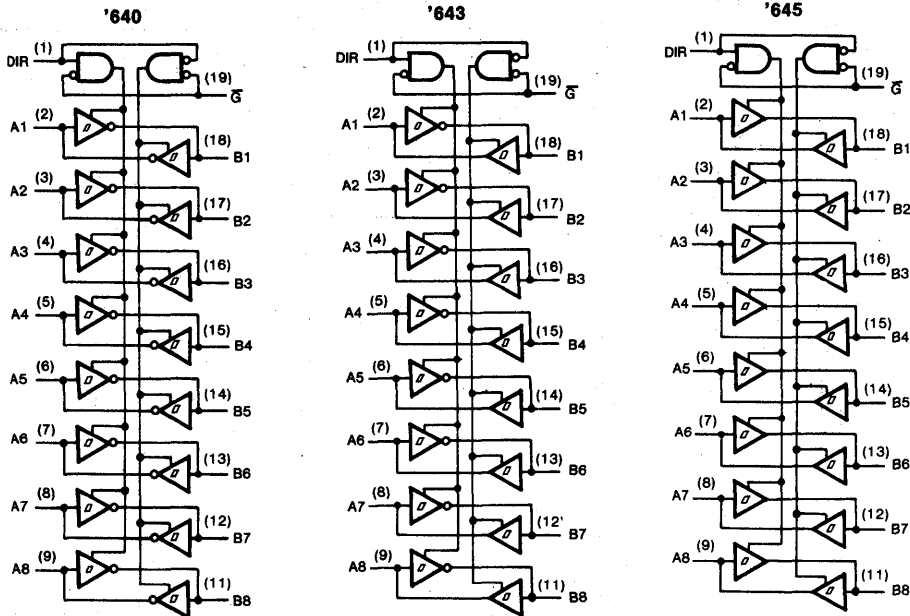 '640
(1)
DIR
(19)
G
(2)
A1
(18)
B1
(3)
A2
(17)
B2
(4)
A3
(16)
B3
(5)
A4
(15)
B4
(6)
A5
(14)
B5
(7)
A6
(13)
B6
(8)
A7
(12)
B7
(9)
A8
(11)
B8
'643
(1)
DIR
(19)
G
(2)
A1
(18)
B1
(3)
A2
(17)
B2
(4)
A3
(16)
B3
(5)
A4
(15)
B4
(6)
A5
(14)
B5
(7)
A6
(13)
B6
(8)
A7
(12'
B7
(9)
A8
(11)
B8
'645
(1)
DIR
(19)
G
(2)
A1
(18)
B1
(3)
A2
(17)
B2
(4)
A3
(16)
B3
(5)
A4
(15)
B4
(6)
A5
(14)
B5
(7)
A6
(13)
B6
(8)
A7
(12)
B7
(9)
A8
(11)
B8